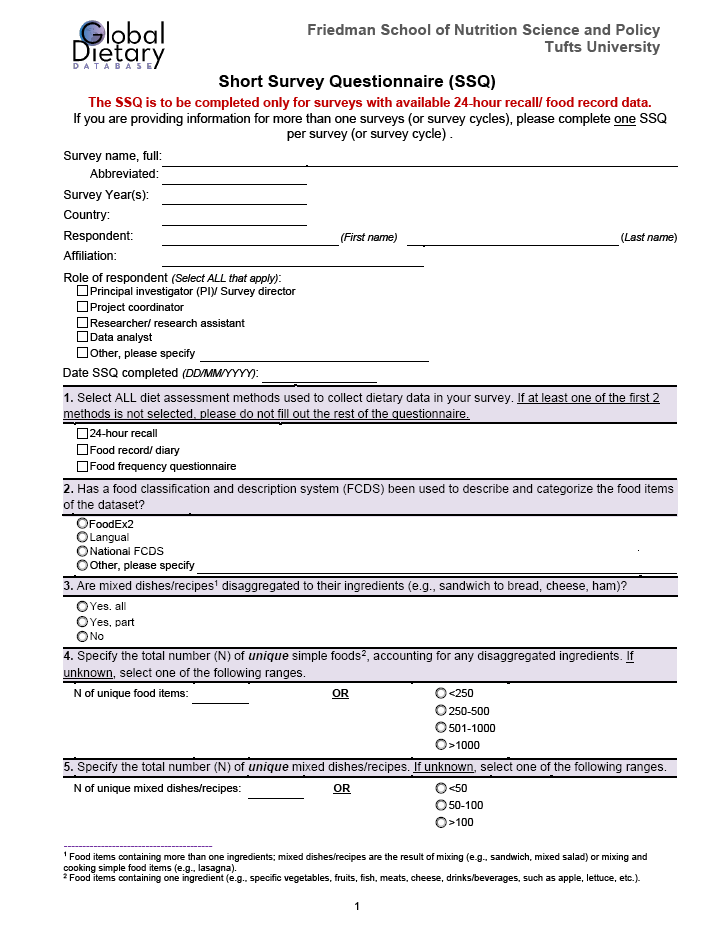 Global
Dietary
DATABASE
Friedman School of Nutrition Science and Policy
Tufts University
Short Survey Questionnaire (SSQ)
The SSQ is to be completed only for surveys with available 24-hour recall/ food record data.
If you are providing information for more than one surveys (or survey cycles), please complete one SSQ
per survey (or survey cycle) .
Survey name, full:
Abbreviated:
Survey Year(s):
Country:
Respondent: (First name) (Last name)
Affiliation:
Role of respondent (Select ALL that apply):
Principal investigator (PI)/ Survey director
Project coordinator
Researcher/ research assistant
Data analyst
Other, please specify
Date SSQ completed (DD/MM/YYYY):
1. Select ALL diet assessment methods used to collect dietary data in your survey. If at least one of the first 2
methods is not selected, please do not fill out the rest of the questionnaire.
24-hour recall
Food record/ diary
Food frequency questionnaire
2. Has a food classification and description system (FCDS) been used to describe and categorize the food items
of the dataset?
FoodEx2
Langual
National FCDS
Other, please specify
3. Are mixed dishes/recipes1 disaggregated to their ingredients (e.g., sandwich to bread, cheese, ham)?
Yes. all
Yes, part
No
4. Specify the total number (N) of unique simple foods2, accounting for any disaggregated ingredients. If
unknown, select one of the following ranges.
N of unique food items: OR <250
250-500
501-1000
>1000
5. Specify the total number (N) of unique mixed dishes/recipes. If unknown, select one of the following ranges.
N of unique mixed dishes/recipes: OR <50
50-100
>100
1 Food items containing more than one ingredients; mixed dishes/recipes are the result of mixing (e.g., sandwich, mixed salad) or mixing and
cooking simple food items (e.g., lasagna).
2 Food items containing one ingredient (e.g., specific vegetables, fruits, fish, meats, cheese, drinks/beverages, such as apple, lettuce, etc.).
1